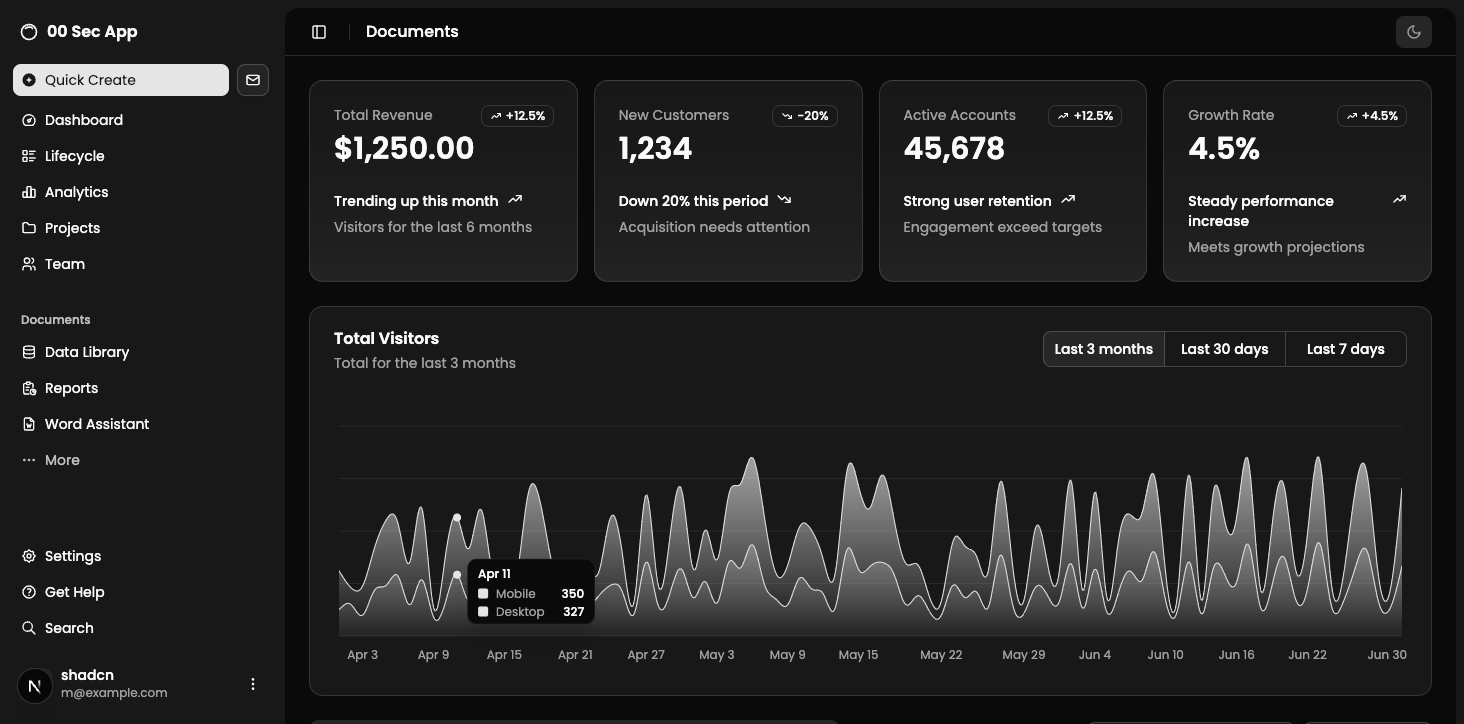 00 Sec App
Quick Create
Dashboard
Lifecycle
Analytics
Projects
Team
Documents
Data Library
Reports
Word Assistant
More
Settings
Get Help
Search
N
shadcn
m@example.com
Documents
Total Revenue
+12.5%
$1,250.00
Trending up this month
Visitors for the last 6 months
New Customers
-20%
1,234
Down 20% this period
Acquisition needs attention
Active Accounts
+12.5%
45,678
Strong user retention
Engagement exceed targets
Growth Rate
+4.5%
4.5%
Steady performance
increase
Meets growth projections
Total Visitors
Total for the last 3 months
Last 3 months
Last 30 days
Last 7 days
Apr 11
Mobile 350
Desktop 327
Apr 3 Apr 9 Apr 15 Apr 21 Apr 27 May 3 May 9 May 15 May 22 May 29 Jun 4 Jun 10 Jun 16 Jun 22 Jun 30